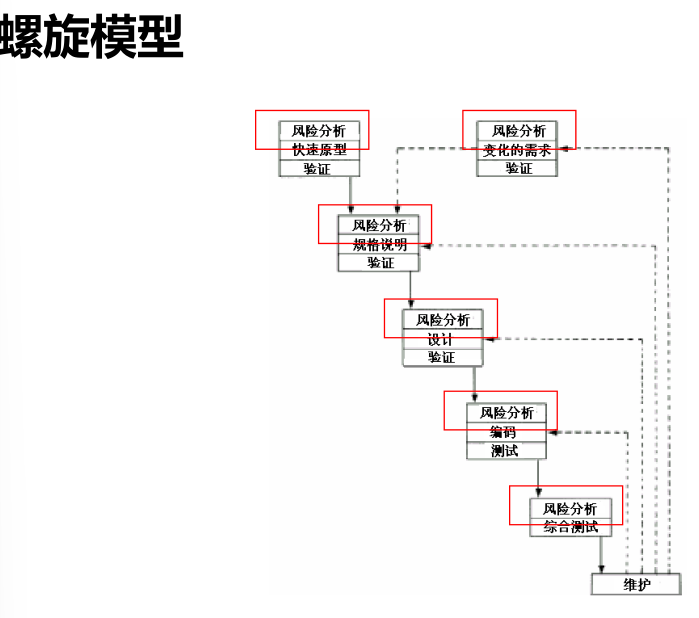 螺旋模型
风险分析
快速原型
验证
风险分析
变化的需求
验证
风险分析
规格说明
验证
风险分析
设计
验证
风险分析
编码
测试
风险分析
综合测试
维护